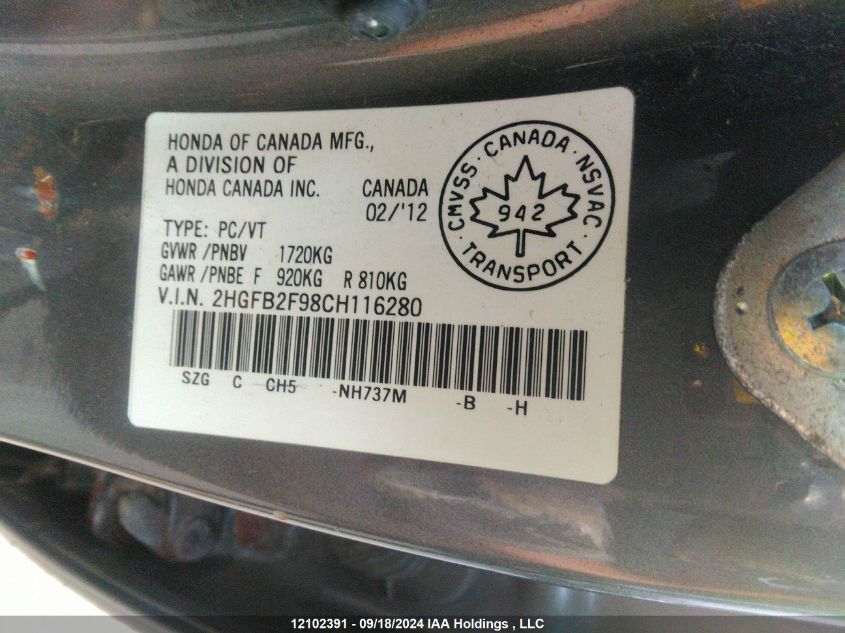 HONDA OF CANADA MFG.,
A DIVISION OF
HONDA CANADA INC. CANADA
02/'12
TYPE: PC/VT
GVWR /PNBV 1720KG
GAWR /PNBE F 920KG R 810KG
V.I.N. 2HGFB2F98CH116280
SZG C CH5 -NH737M -B -H
CMVSS · CANADA · NSVAC ·
942
TRANSPORT
12102391 - 09/18/2024 IAA Holdings , LLC